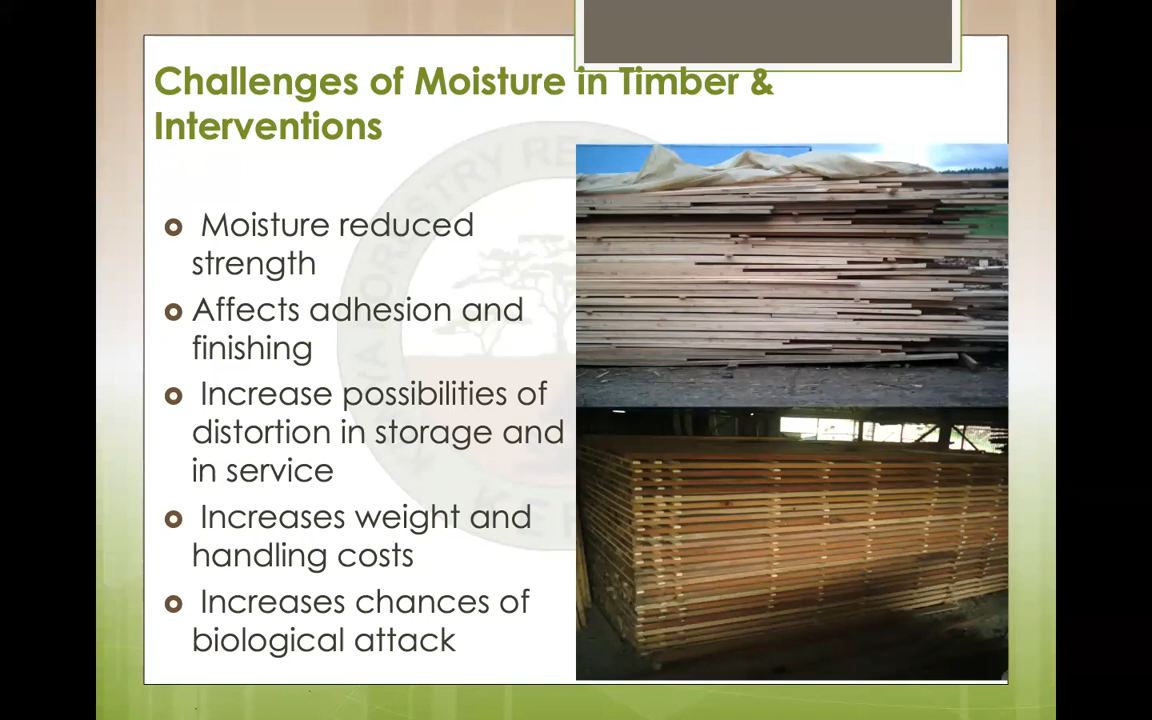 Challenges of Moisture in Timber &
Interventions
Moisture reduced
strength
Affects adhesion and
finishing
Increase possibilities of
distortion in storage and
in service
Increases weight and
handling costs
Increases chances of
biological attack